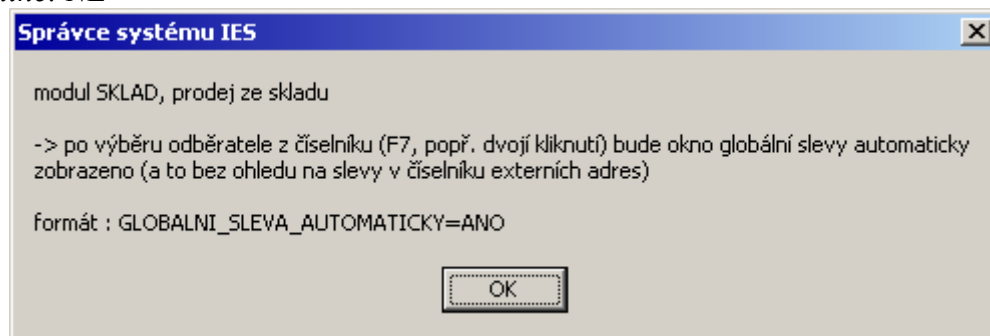 Správce systému IES
modul SKLAD, prodej ze skladu
-> po výběru odběratele z číselníku (F7, popř. dvojí kliknutí) bude okno globální slevy automaticky
zobrazeno (a to bez ohledu na slevy v číselníku externích adres)
formát : GLOBALNI_SLEVA_AUTOMATICKY=ANO
OK